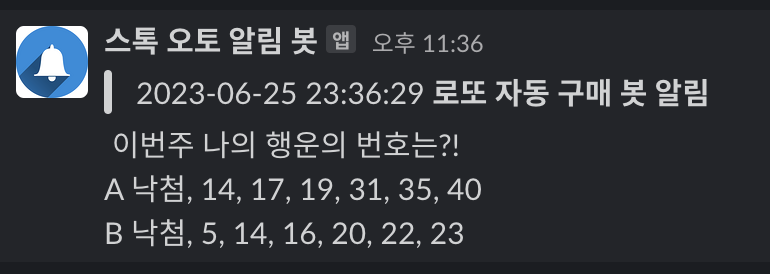 스톡 오토 알림 봇 앱 오후 11:36
2023-06-25 23:36:29 로또 자동 구매 봇 알림
이번주 나의 행운의 번호는?!
A 낙첨, 14, 17, 19, 31, 35, 40
B 낙첨, 5, 14, 16, 20, 22, 23